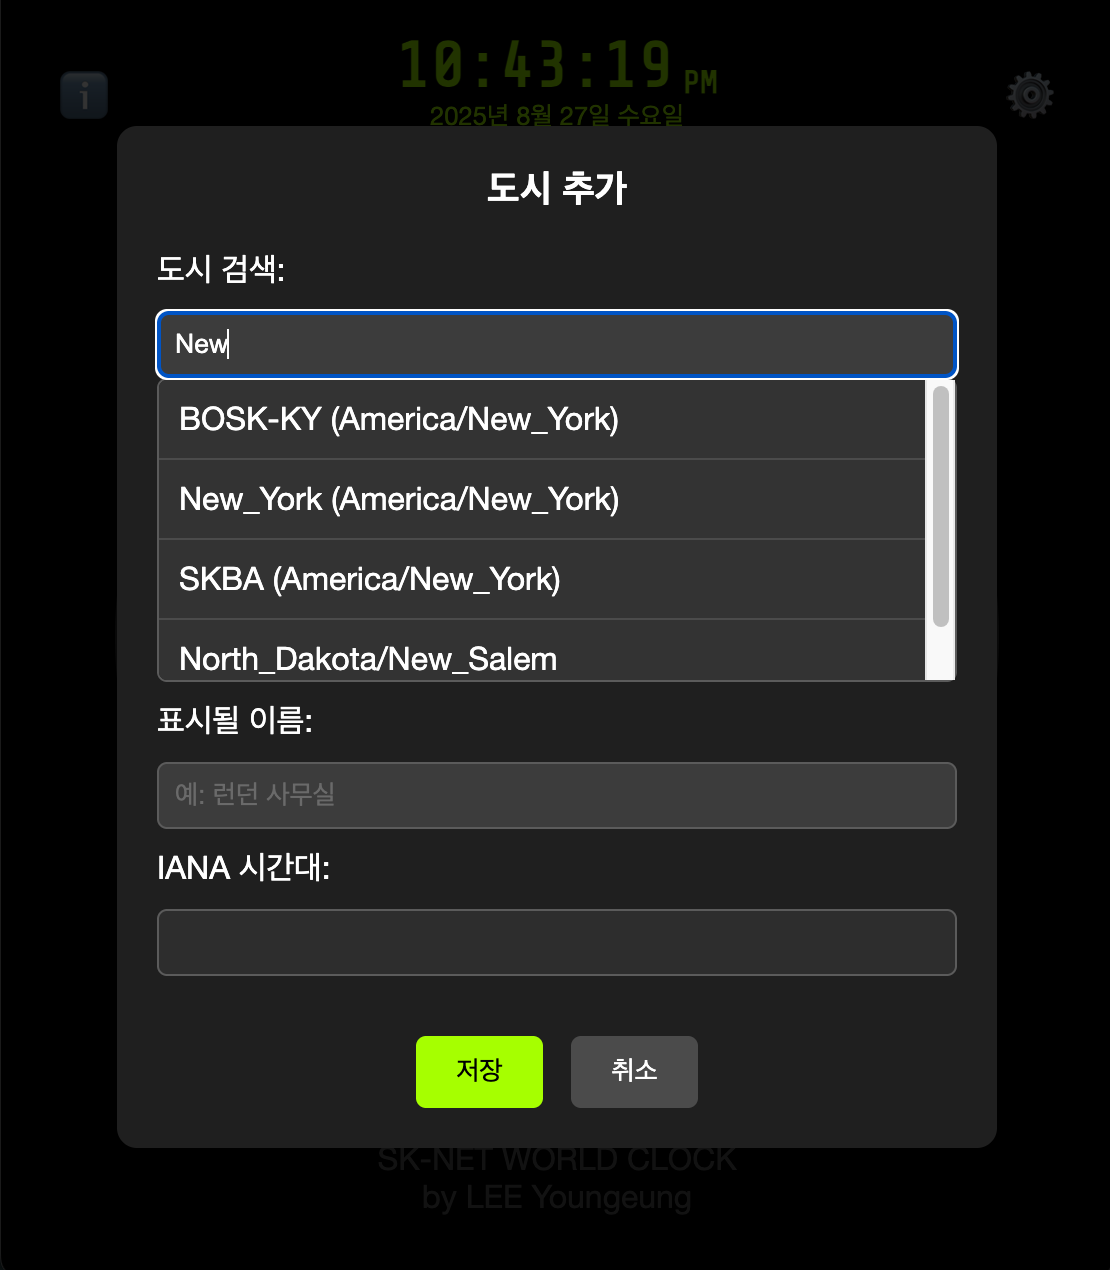 10:43:19 PM
2025년 8월 27일 수요일
도시 추가
도시 검색:
New
BOSK-KY (America/New_York)
New_York (America/New_York)
SKBA (America/New_York)
North_Dakota/New_Salem
표시될 이름:
예: 런던 사무실
IANA 시간대:
저장
취소
SK-NET WORLD CLOCK
by LEE Youngeung